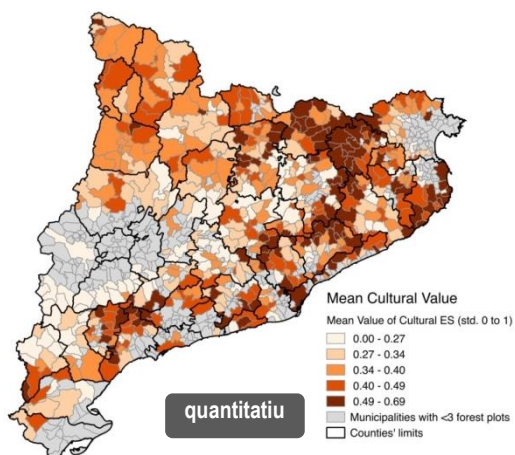 Mean Cultural Value
Mean Value of Cultural ES (std. 0 to 1)
0.00 - 0.27
0.27 - 0.34
0.34 - 0.40
0.40 - 0.49
0.49 - 0.69
Municipalities with <3 forest plots
Counties' limits
quantitatiu